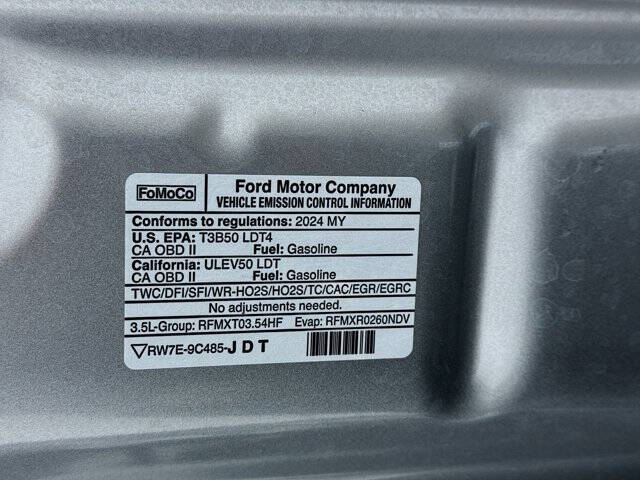 FoMoCo
Ford Motor Company
VEHICLE EMISSION CONTROL INFORMATION
Conforms to regulations: 2024 MY
U.S. EPA: T3B50 LDT4
CA OBD II Fuel: Gasoline
California: ULEV50 LDT
CA OBD II Fuel: Gasoline
TWC/DFI/SFI/WR-HO2S/HO2S/TC/CAC/EGR/EGRC
No adjustments needed.
3.5L-Group: RFMXT03.54HF Evap: RFMXR0260NDV
RW7E-9C485-JDT